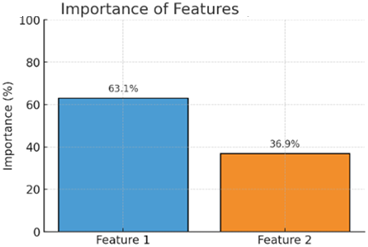 Importance of Features
Importance (%)
100
80
60
40
20
0
63.1%
36.9%
Feature 1
Feature 2